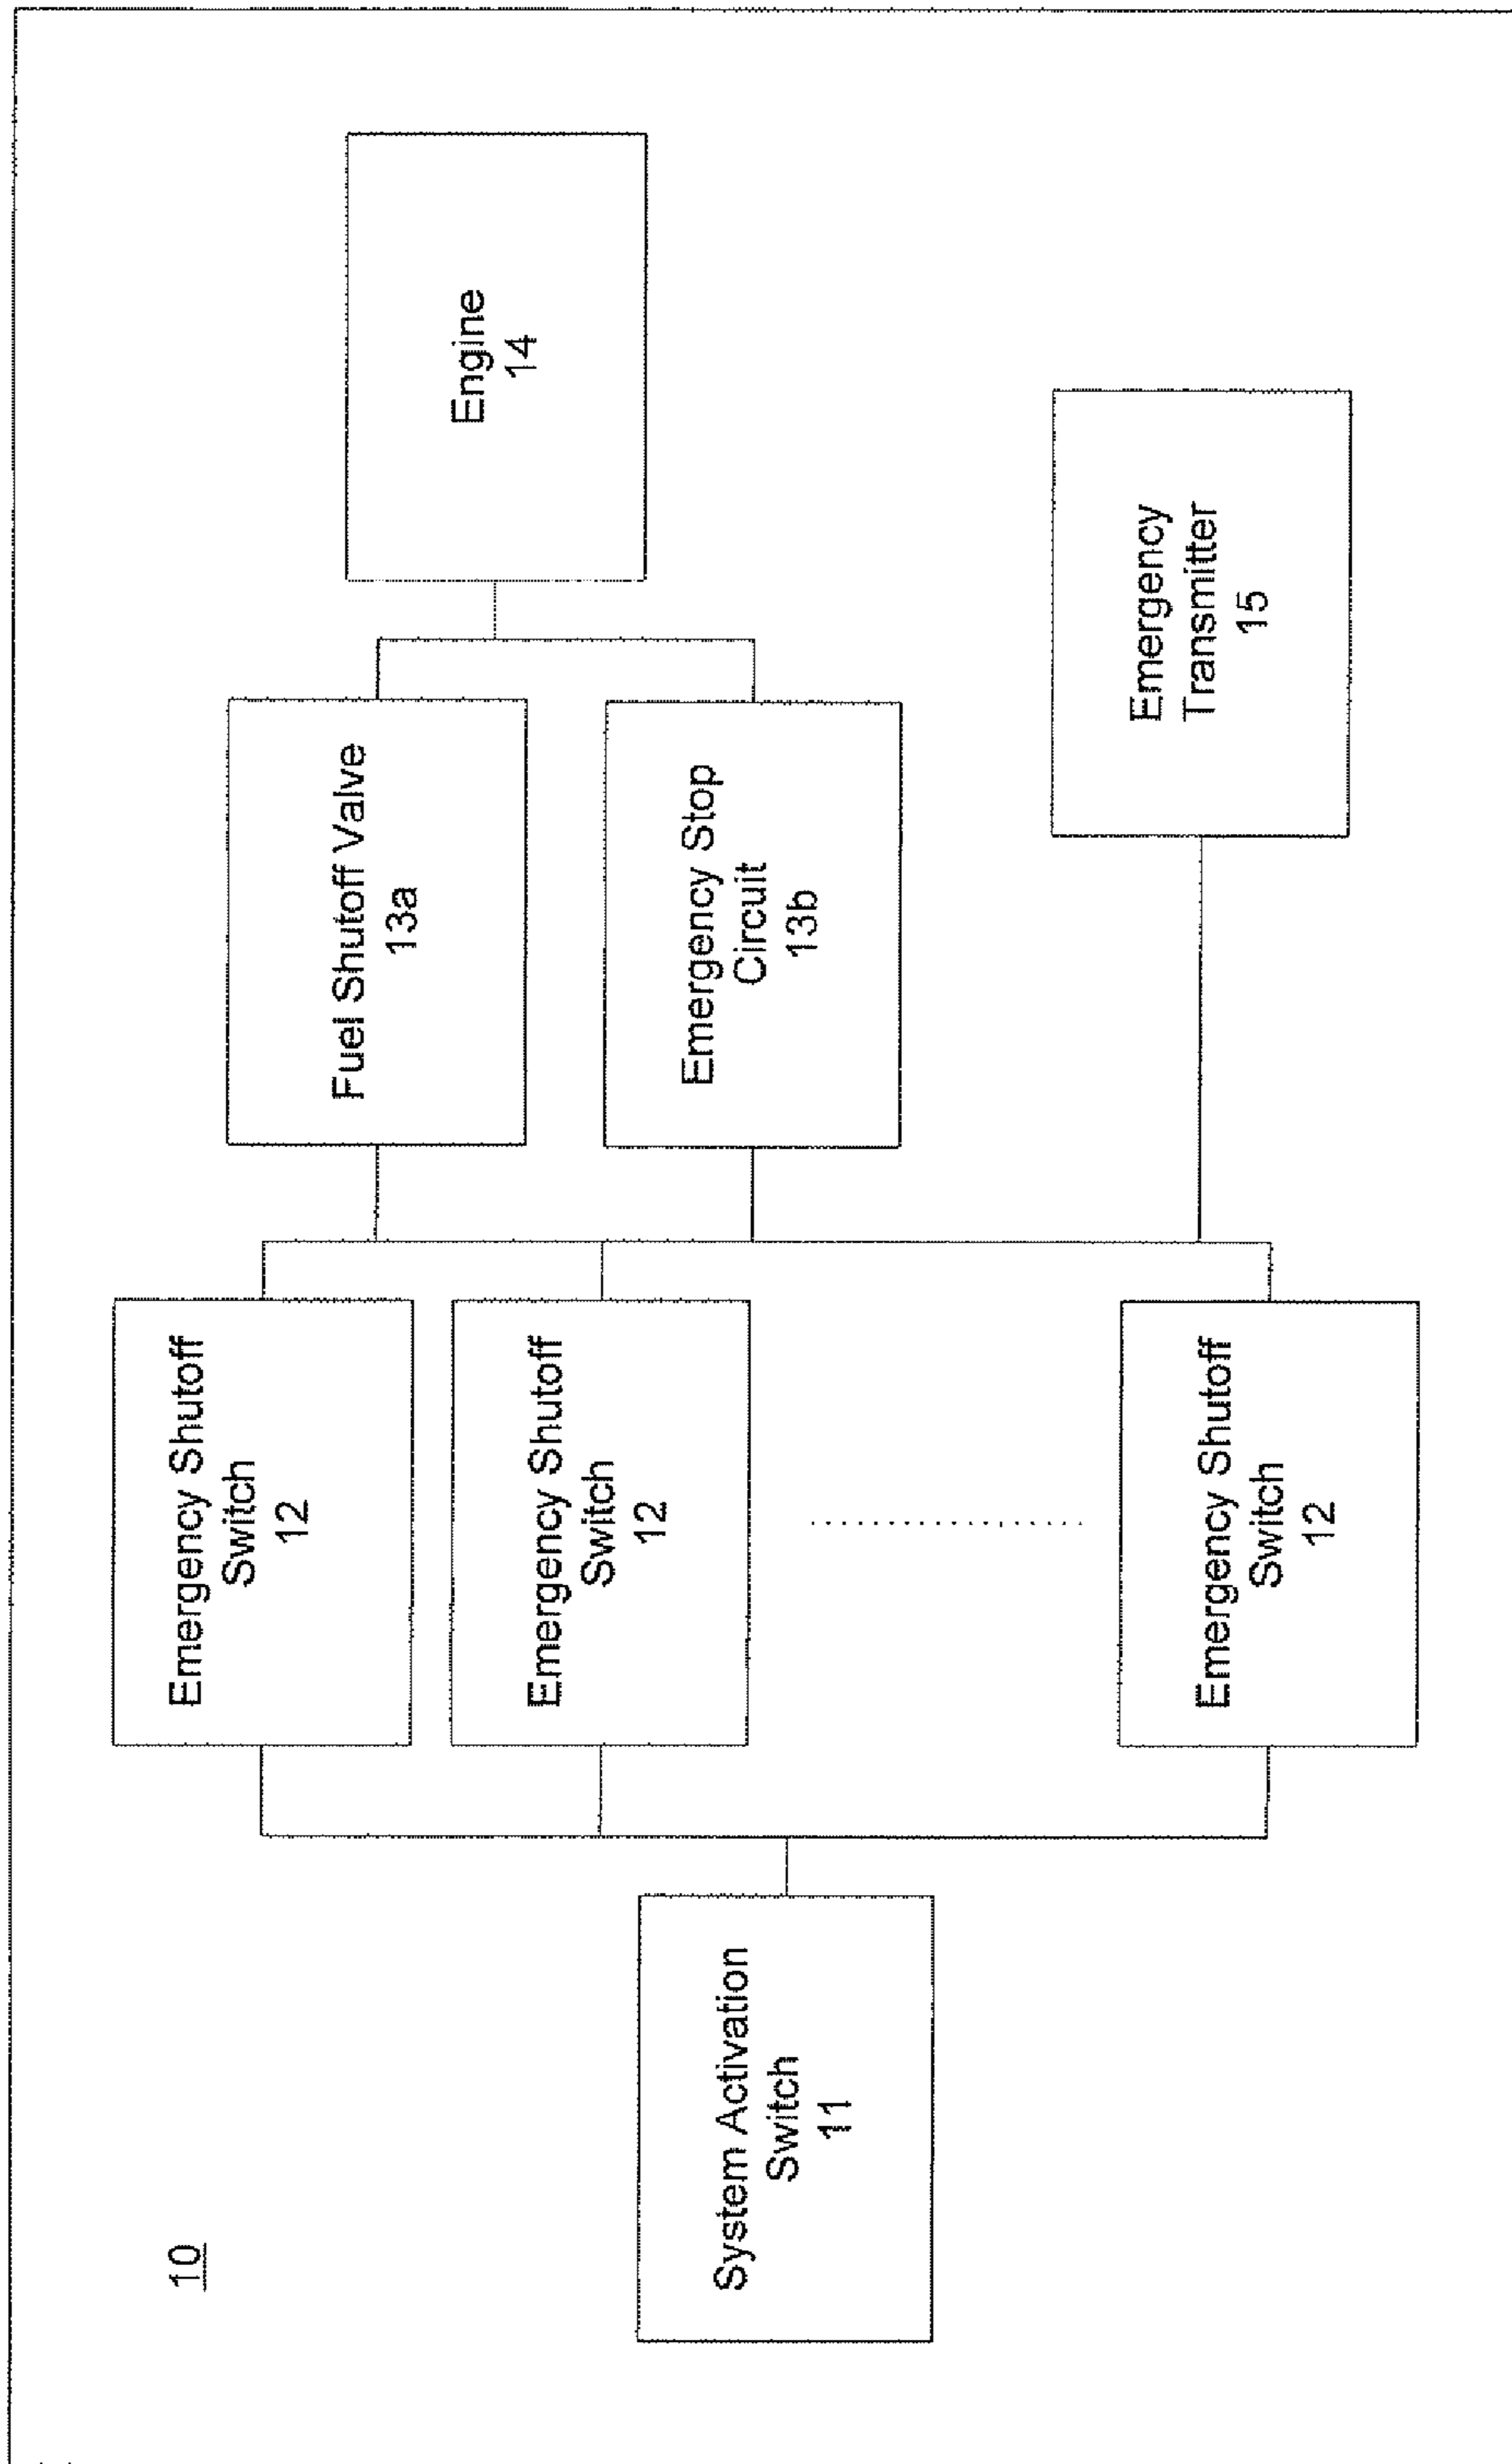 10
System Activation
Switch
11
Emergency Shutoff
Switch
12
Emergency Shutoff
Switch
12
Emergency Shutoff
Switch
12
Fuel Shutoff Valve
13a
Emergency Stop
Circuit
13b
Engine
14
Emergency
Transmitter
15